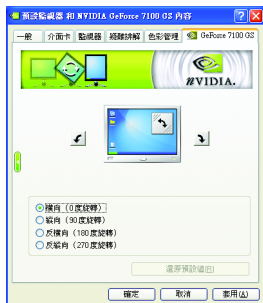 預設監視器 和 NVIDIA GeForce 7100 GS 內容
一般 介面卡 監視器 疑難排解 色彩管理 GeForce 7100 GS
NVIDIA.
橫向 (0度旋轉)
縱向 (90度旋轉)
反橫向 (180度旋轉)
反縱向 (270度旋轉)
還原預設値(E)
確定 取消 套用(A)